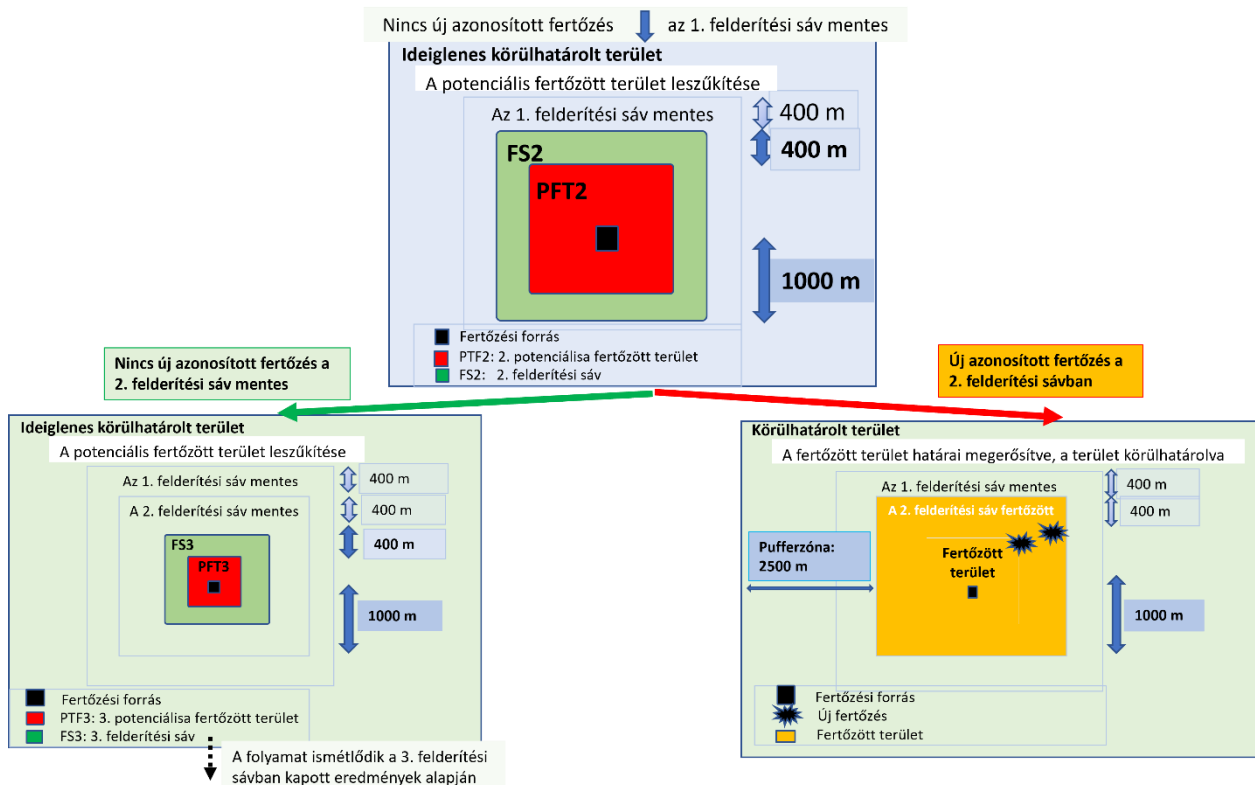 Nincs új azonosított fertőzés az 1. felderítési sáv mentes
Ideiglenes körülhatárolt terület
A potenciális fertőzött terület leszűkítése
Az 1. felderítési sáv mentes
400 m
400 m
FS2
PFT2
1000 m
Fertőzési forrás
PTF2: 2. potenciálisa fertőzött terület
FS2: 2. felderítési sáv
Nincs új azonosított fertőzés a
2. felderítési sáv mentes
Új azonosított fertőzés a
2. felderítési sávban
Ideiglenes körülhatárolt terület
A potenciális fertőzött terület leszűkítése
Az 1. felderítési sáv mentes
400 m
A 2. felderítési sáv mentes
400 m
FS3
400 m
PFT3
1000 m
Fertőzési forrás
PTF3: 3. potenciálisa fertőzött terület
FS3: 3. felderítési sáv
A folyamat ismétlődik a 3. felderítési
sávban kapott eredmények alapján
Körülhatárolt terület
A fertőzött terület határai megerősítve, a terület körülhatárolva
Az 1. felderítési sáv mentes
400 m
A 2. felderítési sáv fertőzött
400 m
Pufferzóna:
2500 m
Fertőzött
terület
1000 m
Fertőzési forrás
Új fertőzés
Fertőzött terület